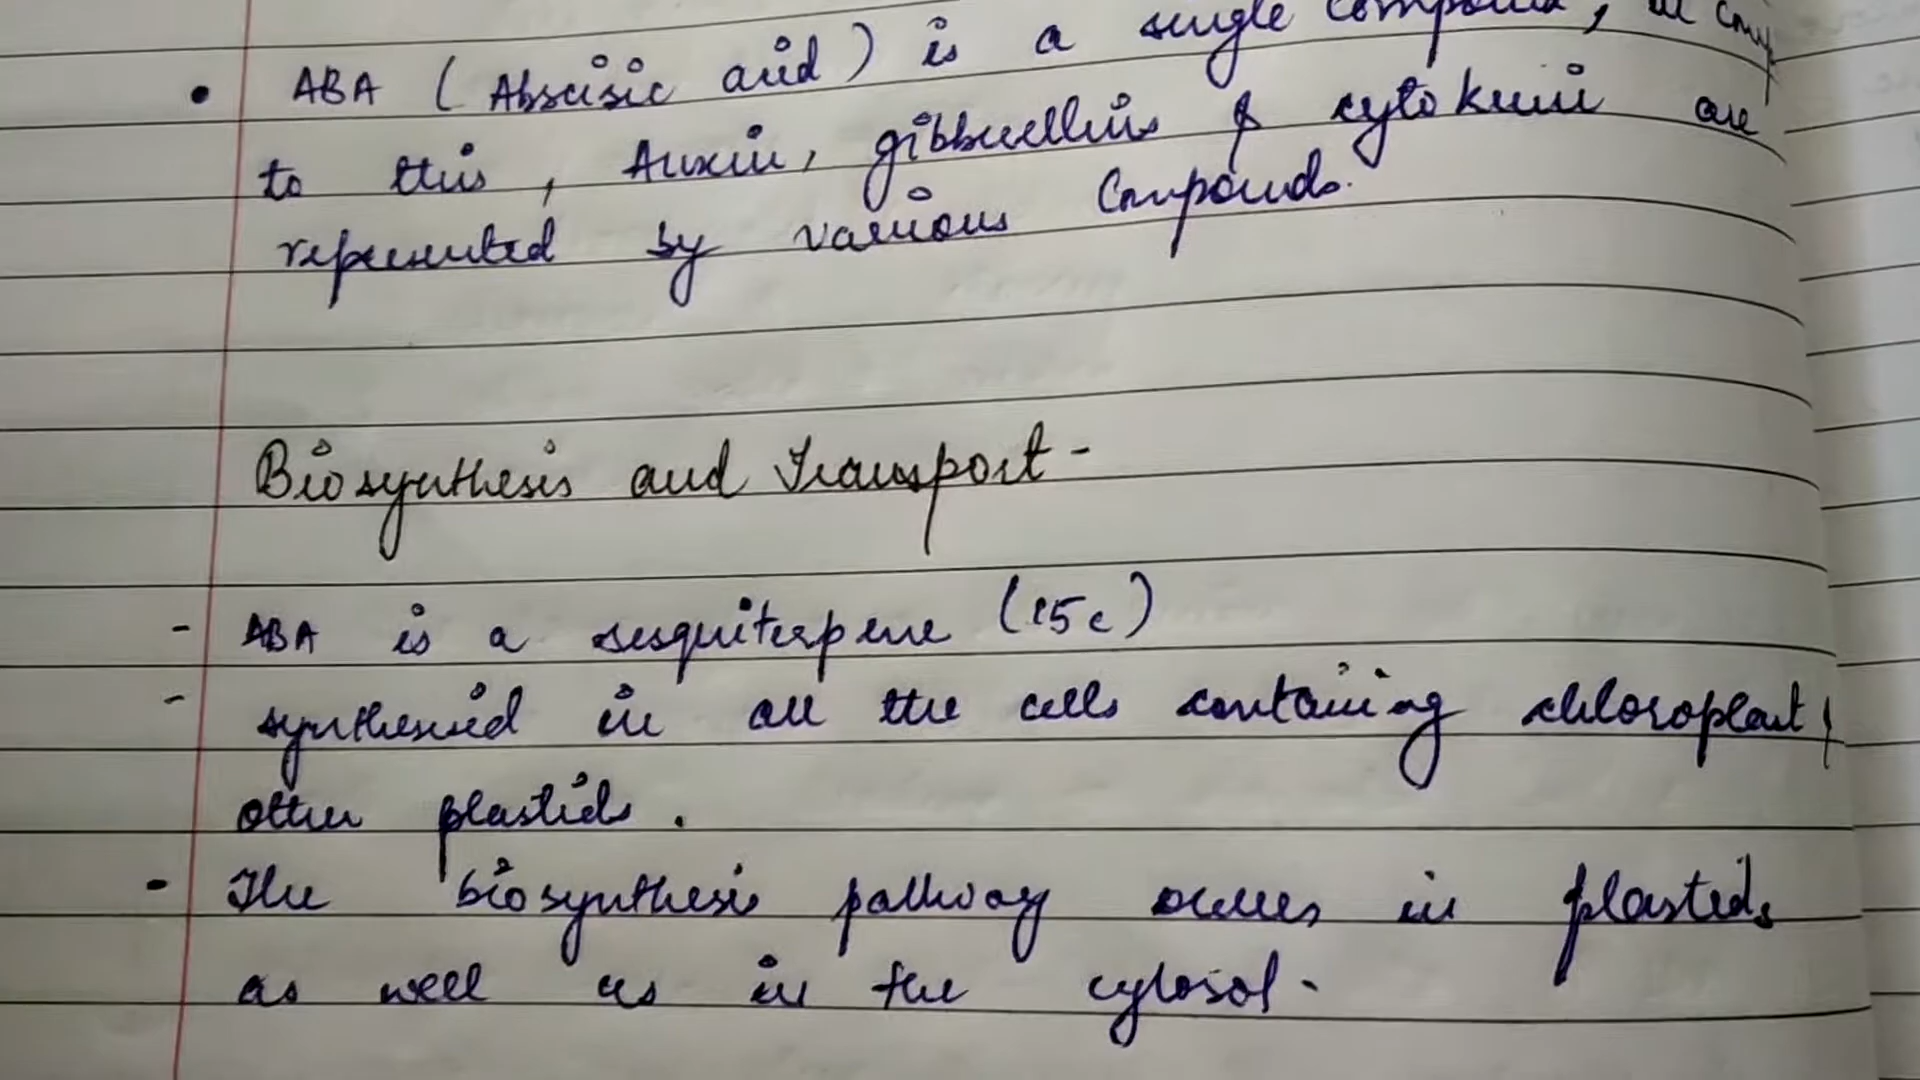 • ABA (Abscisic acid) is a single compound, in
to this, Auxin, gibberellins & cytokinin are
represented by various compounds.
Biosynthesis and Transport -
- ABA is a sesquiterpene (15c)
- synthesized in all the cells containing chloroplast &
other plastids.
- The biosynthesis pathway occurs in plastids
as well as in the cytosol.